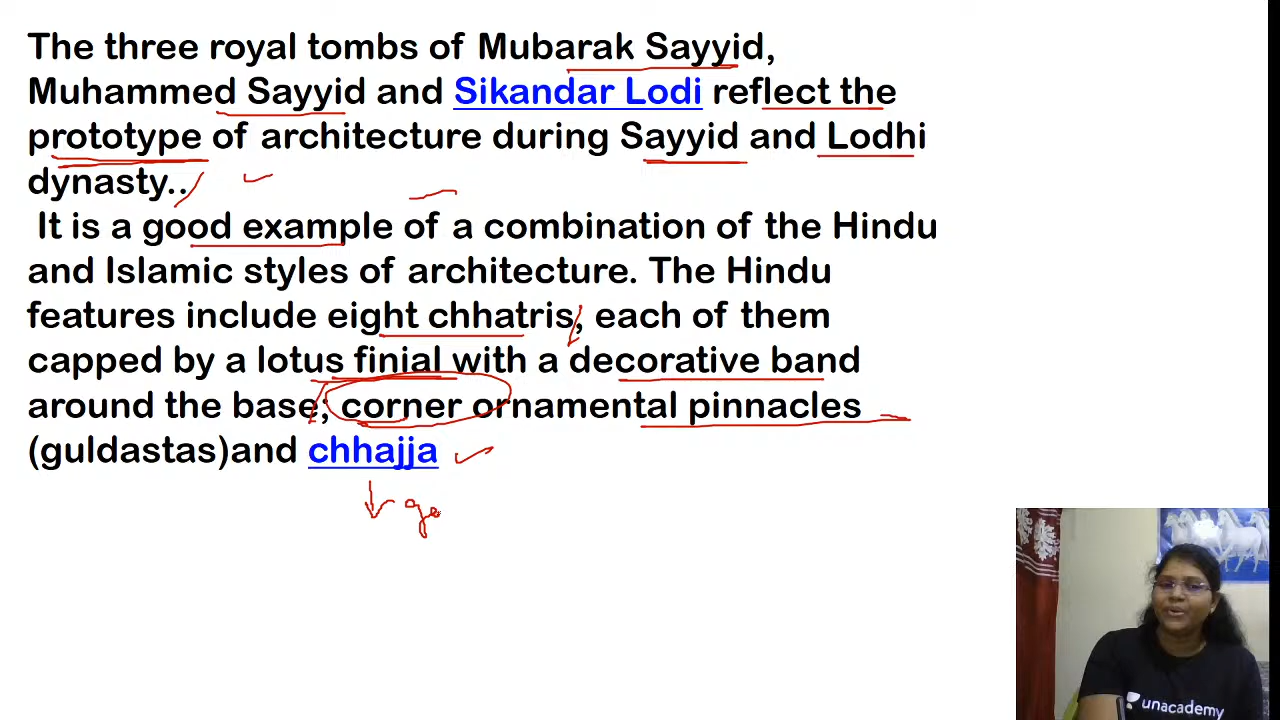 The three royal tombs of Mubarak Sayyid,
Muhammed Sayyid and Sikandar Lodi reflect the
prototype of architecture during Sayyid and Lodhi
dynasty..
It is a good example of a combination of the Hindu
and Islamic styles of architecture. The Hindu
features include eight chhatris, each of them
capped by a lotus finial with a decorative band
around the base; corner ornamental pinnacles
(guldastas)and chhajja
unacademy